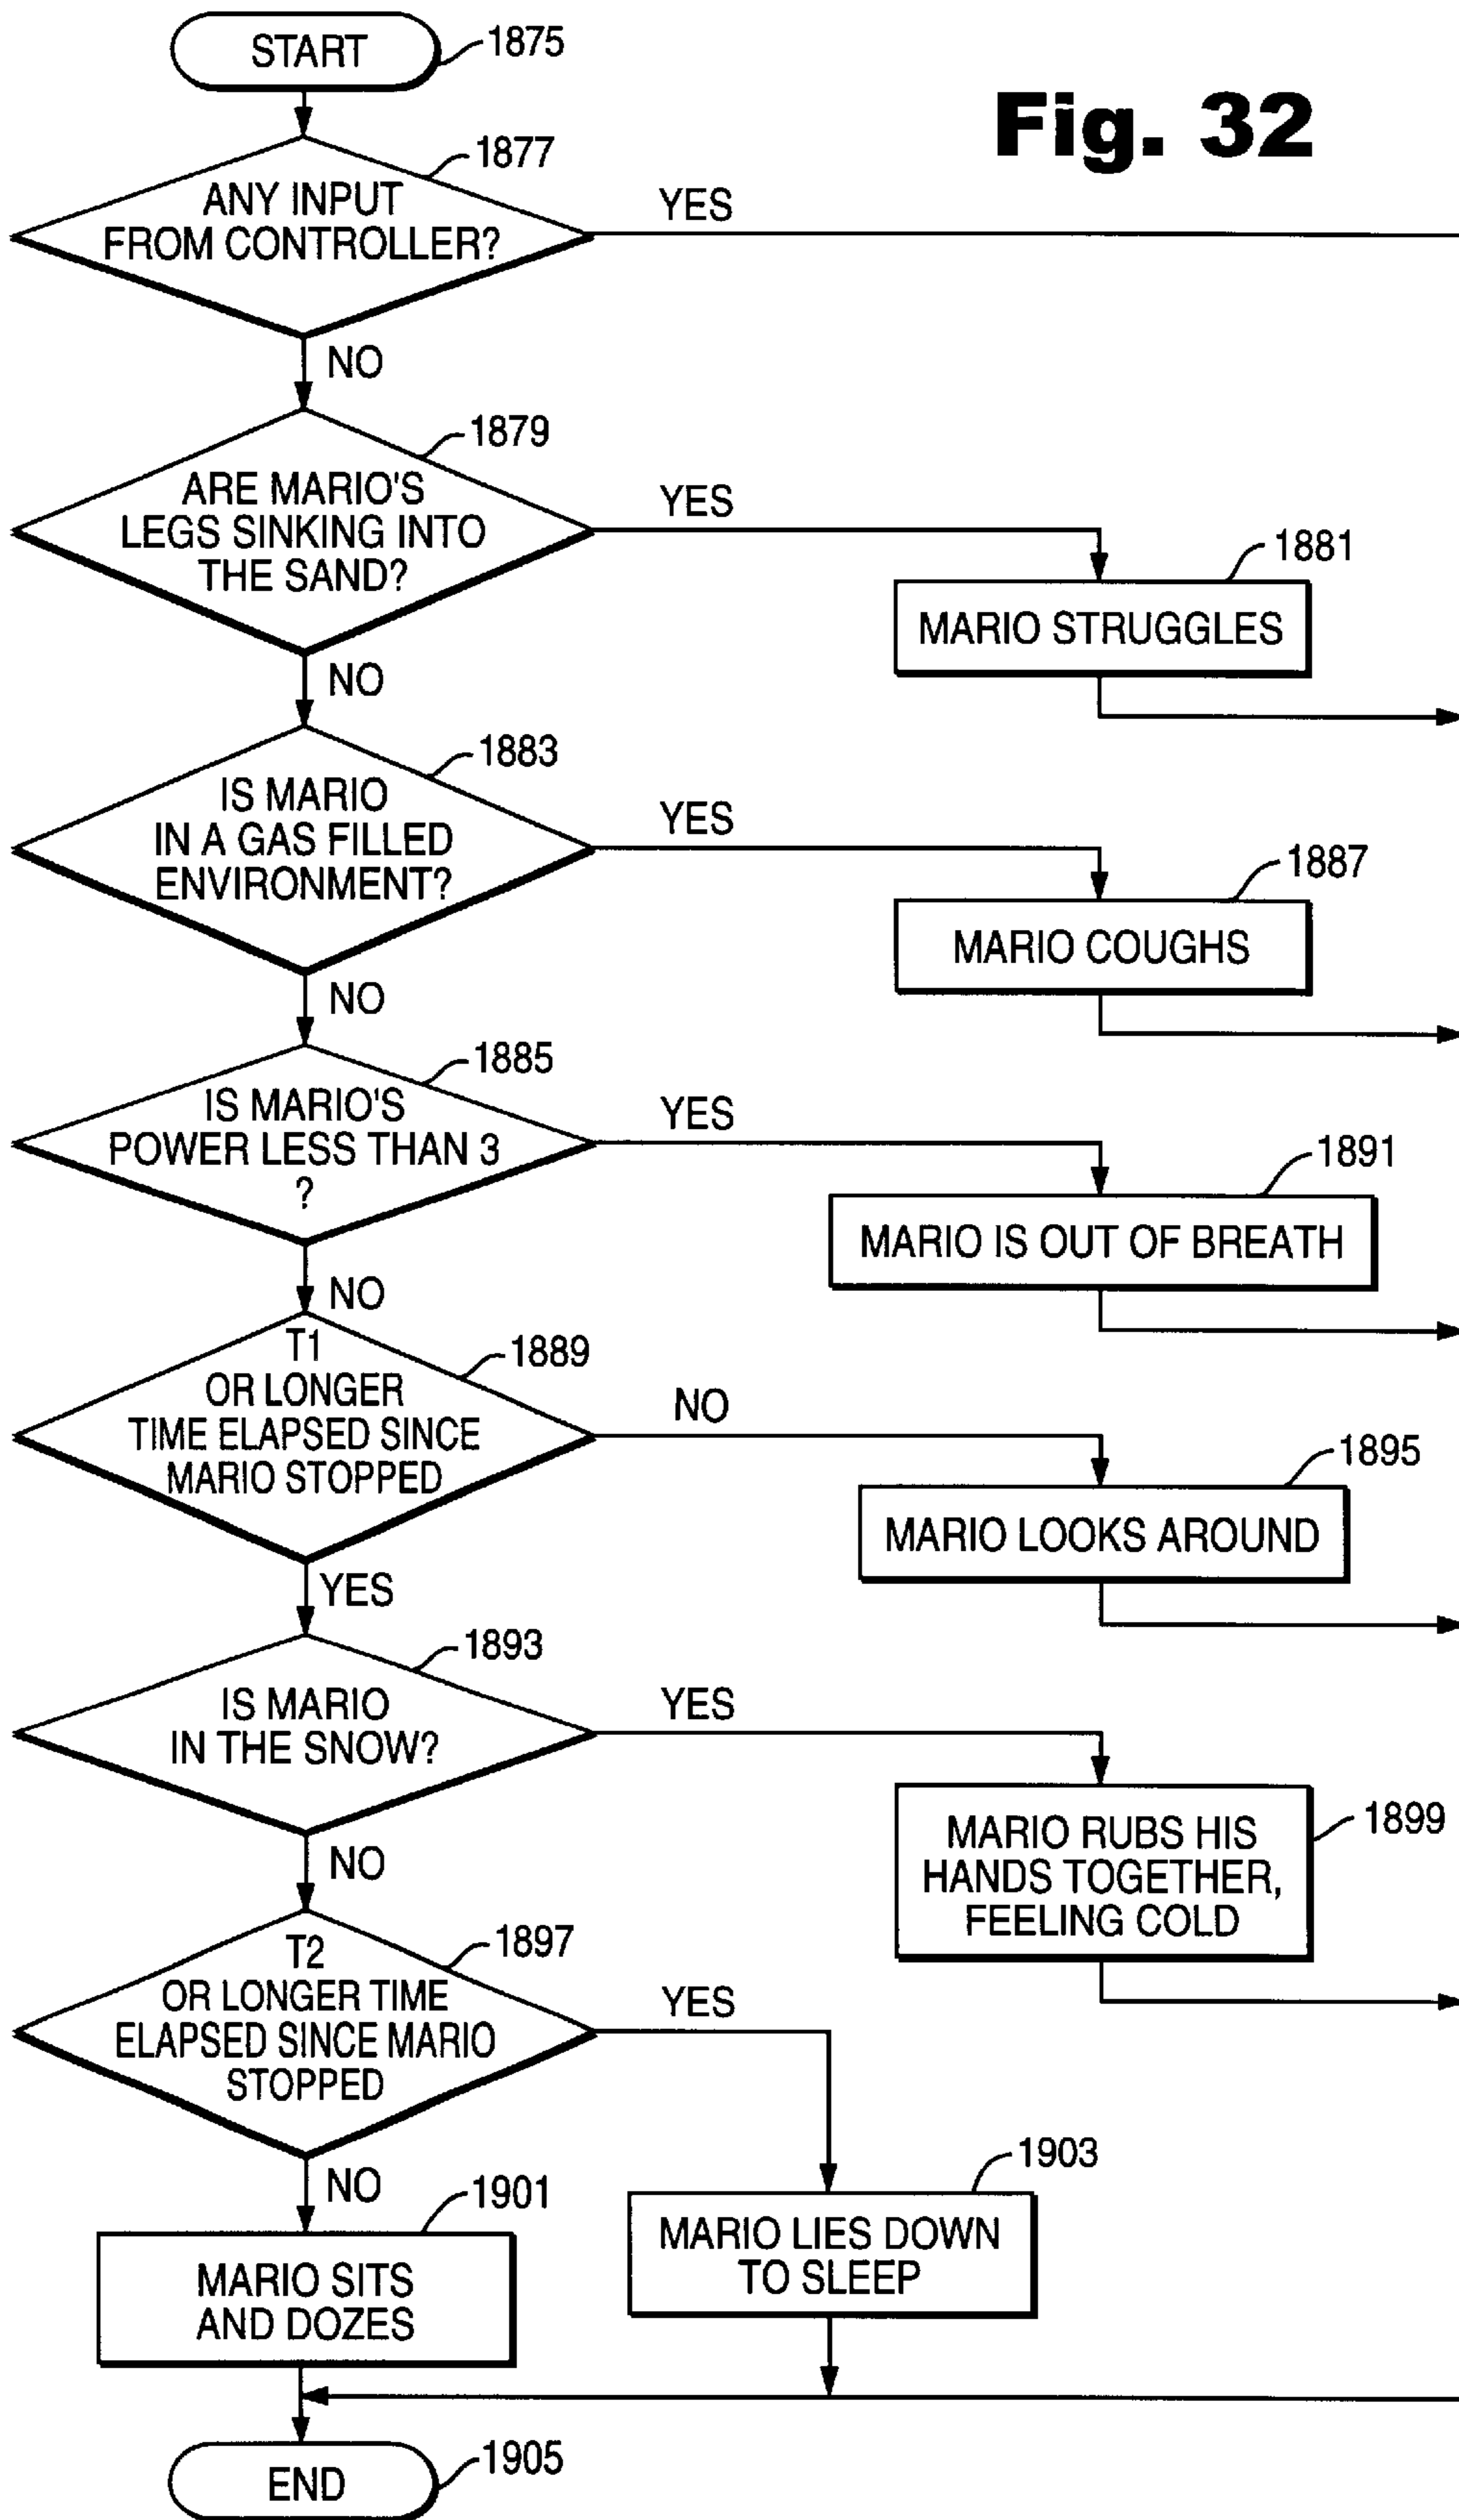 START
1875
Fig. 32
1877
ANY INPUT
FROM CONTROLLER?
YES
NO
1879
ARE MARIO'S
LEGS SINKING INTO
THE SAND?
YES
1881
MARIO STRUGGLES
NO
1883
IS MARIO
IN A GAS FILLED
ENVIRONMENT?
YES
1887
MARIO COUGHS
NO
1885
IS MARIO'S
POWER LESS THAN 3
?
YES
1891
MARIO IS OUT OF BREATH
NO
T1
OR LONGER
TIME ELAPSED SINCE
MARIO STOPPED
1889
NO
1895
MARIO LOOKS AROUND
YES
1893
IS MARIO
IN THE SNOW?
YES
1899
MARIO RUBS HIS
HANDS TOGETHER,
FEELING COLD
NO
1897
T2
OR LONGER TIME
ELAPSED SINCE MARIO
STOPPED
YES
1903
MARIO LIES DOWN
TO SLEEP
NO
1901
MARIO SITS
AND DOZES
END
1905